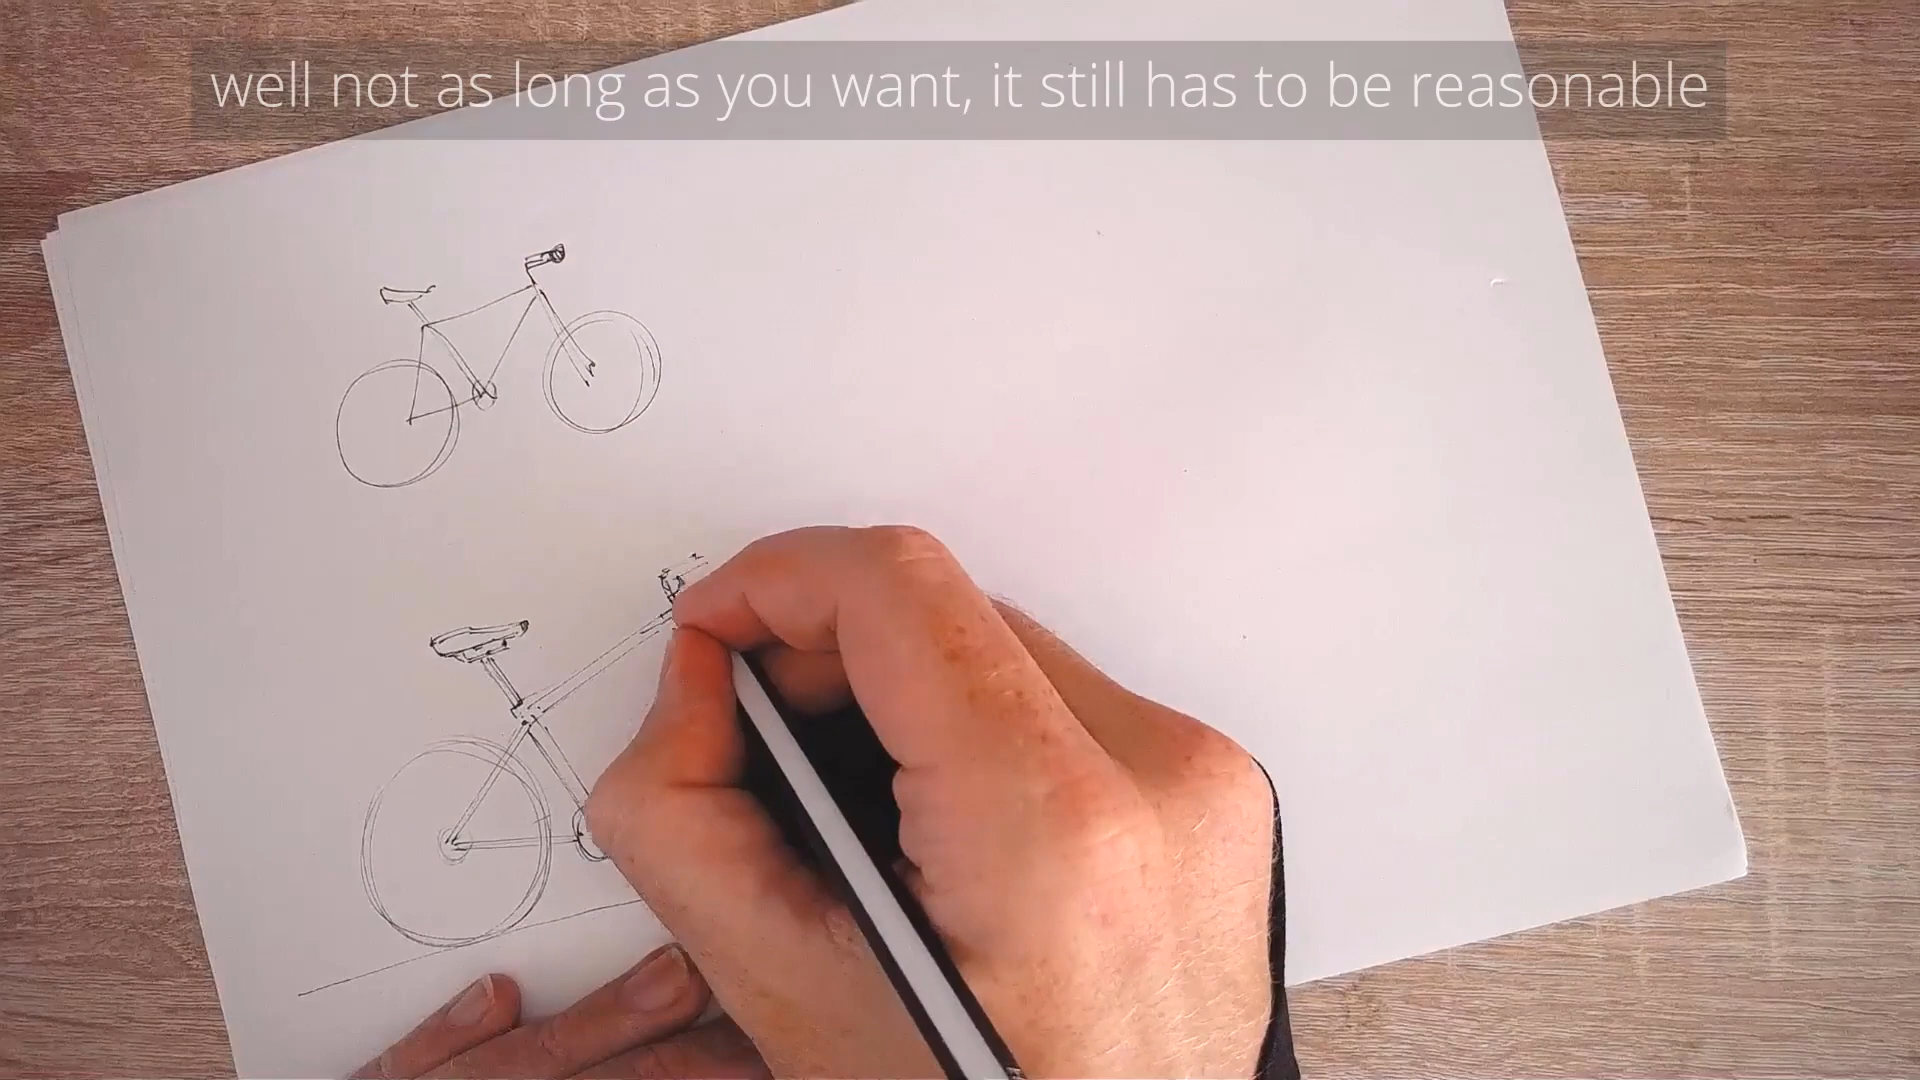 well not as long as you want, it still has to be reasonable